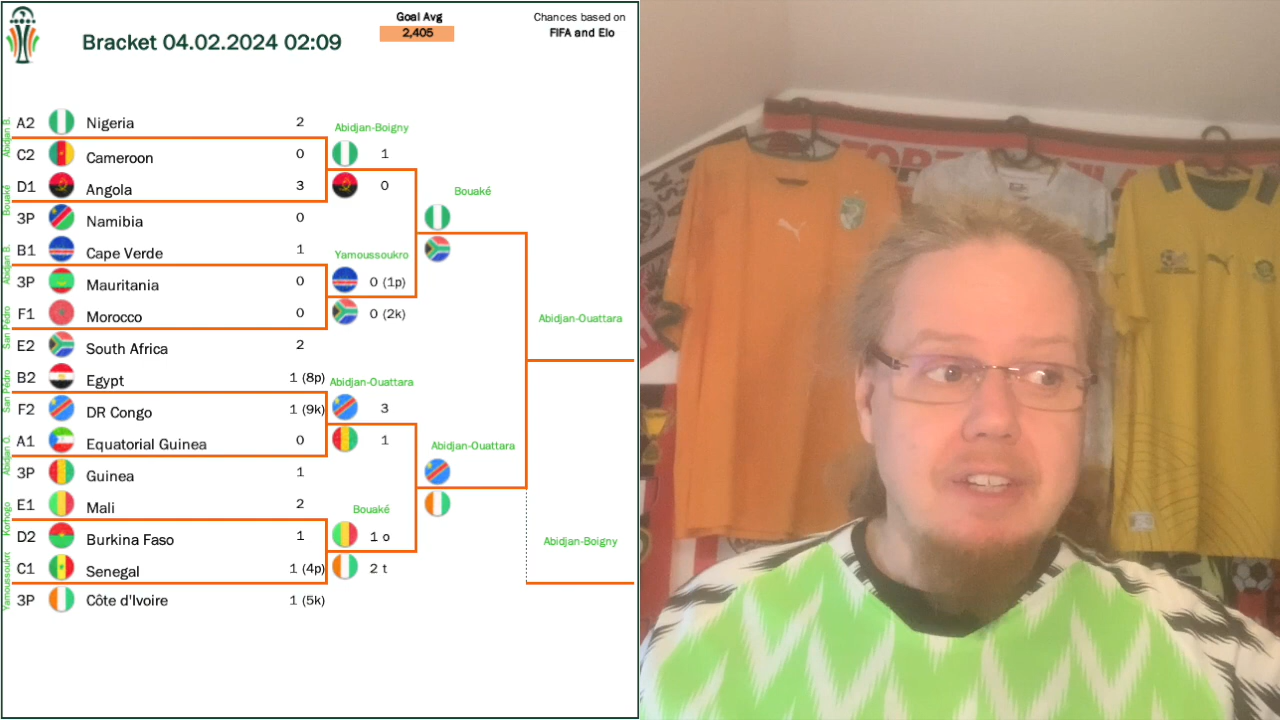 Bracket 04.02.2024 02:09
Goal Avg
2,405
Chances based on
FIFA and Elo
Abidjan B.
A2 Nigeria 2
C2 Cameroon 0
Bouaké
D1 Angola 3
3P Namibia 0
Abidjan B.
B1 Cape Verde 1
3P Mauritania 0
San Pédro
F1 Morocco 0
E2 South Africa 2
San Pédro
B2 Egypt 1 (8p)
F2 DR Congo 1 (9k)
Abidjan O.
A1 Equatorial Guinea 0
3P Guinea 1
Korhogo
E1 Mali 2
D2 Burkina Faso 1
Yamoussoukr
C1 Senegal 1 (4p)
3P Côte d'Ivoire 1 (5k)
Abidjan-Boigny
1
0
Yamoussoukro
0 (1p)
0 (2k)
Abidjan-Ouattara
3
1
Bouaké
1 o
2 t
Bouaké
Abidjan-Ouattara
Abidjan-Ouattara
Abidjan-Boigny